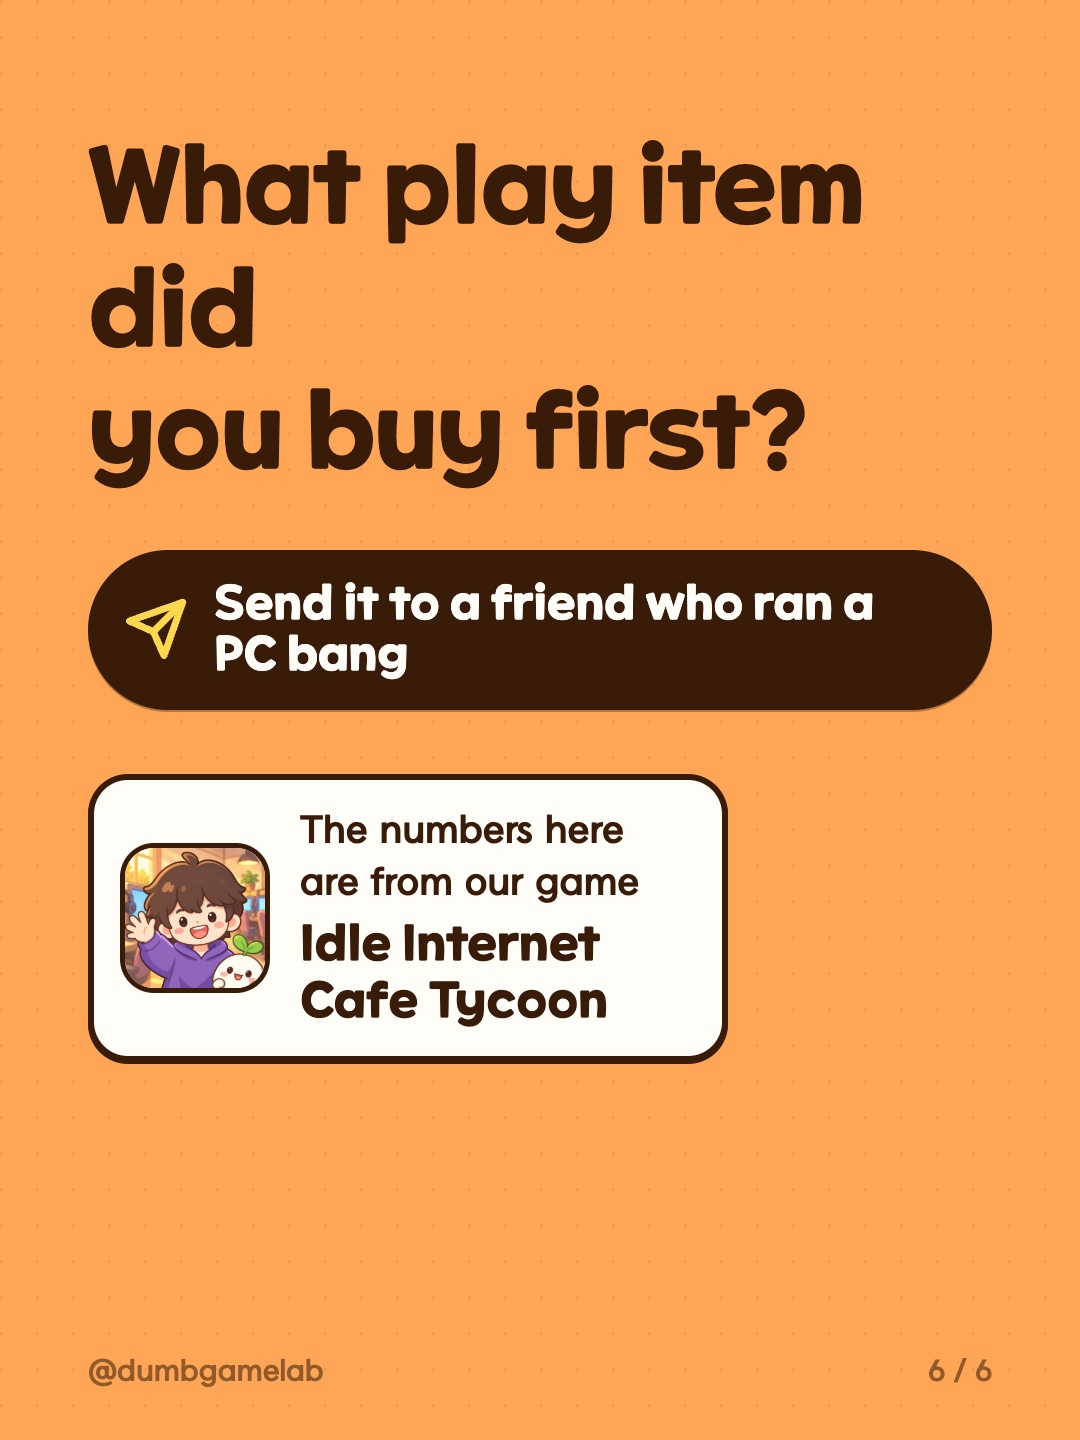 What play item
did
you buy first?
Send it to a friend who ran a
PC bang
The numbers here
are from our game
Idle Internet
Cafe Tycoon
@dumbgamelab
6 / 6